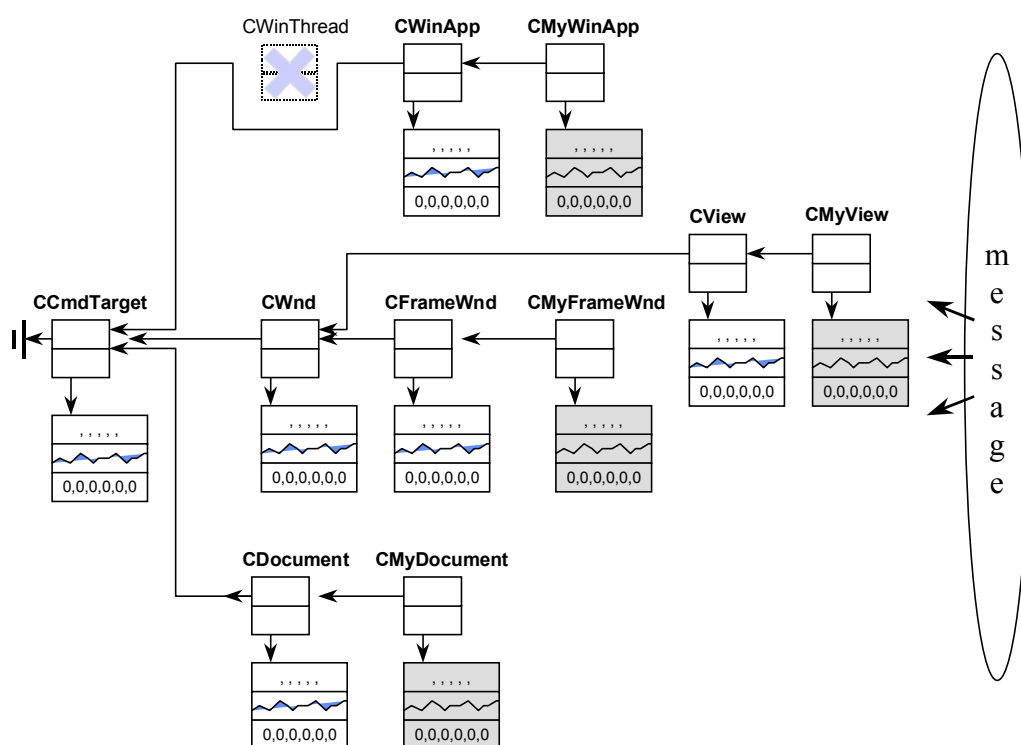 CWinThread
CWinApp
CMyWinApp
, , , , ,
, , , , ,
0,0,0,0,0,0
0,0,0,0,0,0
CView
CMyView
CCmdTarget
CWnd
CFrameWnd
CMyFrameWnd
, , , , ,
, , , , ,
0,0,0,0,0,0
0,0,0,0,0,0
, , , , ,
, , , , ,
, , , , ,
, , , , ,
0,0,0,0,0,0
0,0,0,0,0,0
0,0,0,0,0,0
0,0,0,0,0,0
CDocument
CMyDocument
, , , , ,
, , , , ,
0,0,0,0,0,0
0,0,0,0,0,0
message